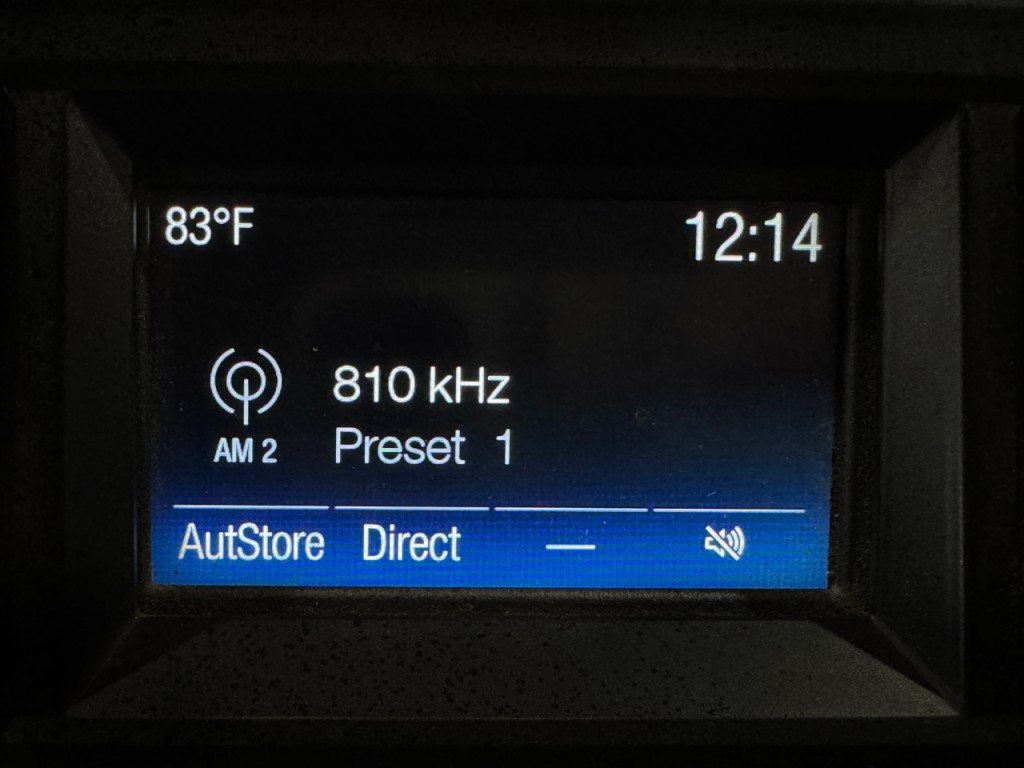 83°F
12:14
810 kHz
AM 2
Preset 1
AutStore Direct —